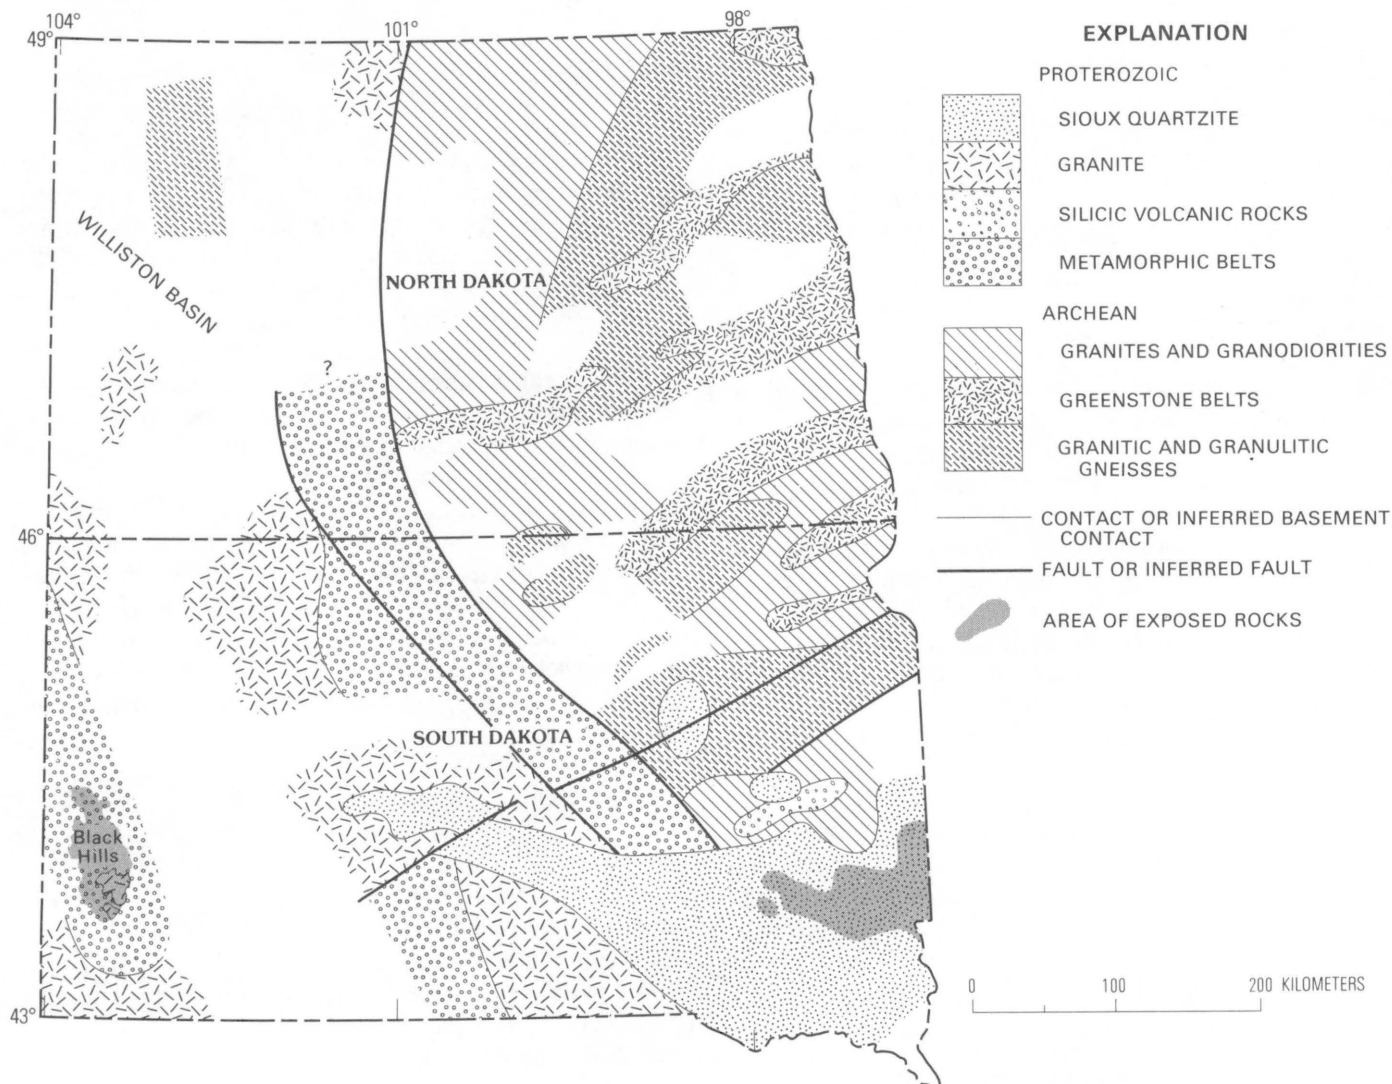 104°
101°
98°
49°
WILLISTON BASIN
NORTH DAKOTA
?
46°
SOUTH DAKOTA
Black
Hills
43°
EXPLANATION
PROTEROZOIC
SIOUX QUARTZITE
GRANITE
SILICIC VOLCANIC ROCKS
METAMORPHIC BELTS
ARCHEAN
GRANITES AND GRANODIORITIES
GREENSTONE BELTS
GRANITIC AND GRANULITIC
GNEISSES
CONTACT OR INFERRED BASEMENT
CONTACT
FAULT OR INFERRED FAULT
AREA OF EXPOSED ROCKS
0 100 200 KILOMETERS